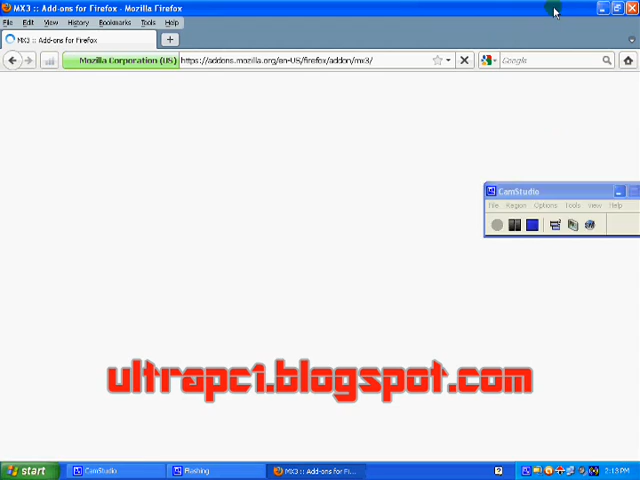 MX3 :: Add-ons for Firefox - Mozilla Firefox
File Edit View History Bookmarks Tools Help
MX3 :: Add-ons for Firefox
Mozilla Corporation (US) https://addons.mozilla.org/en-US/firefox/addon/mx3/
Google
CamStudio
File Region Options Tools View Help
ultrapc1.blogspot.com
start CamStudio Flashing MX3 :: Add-ons for Fi... 2:13 PM